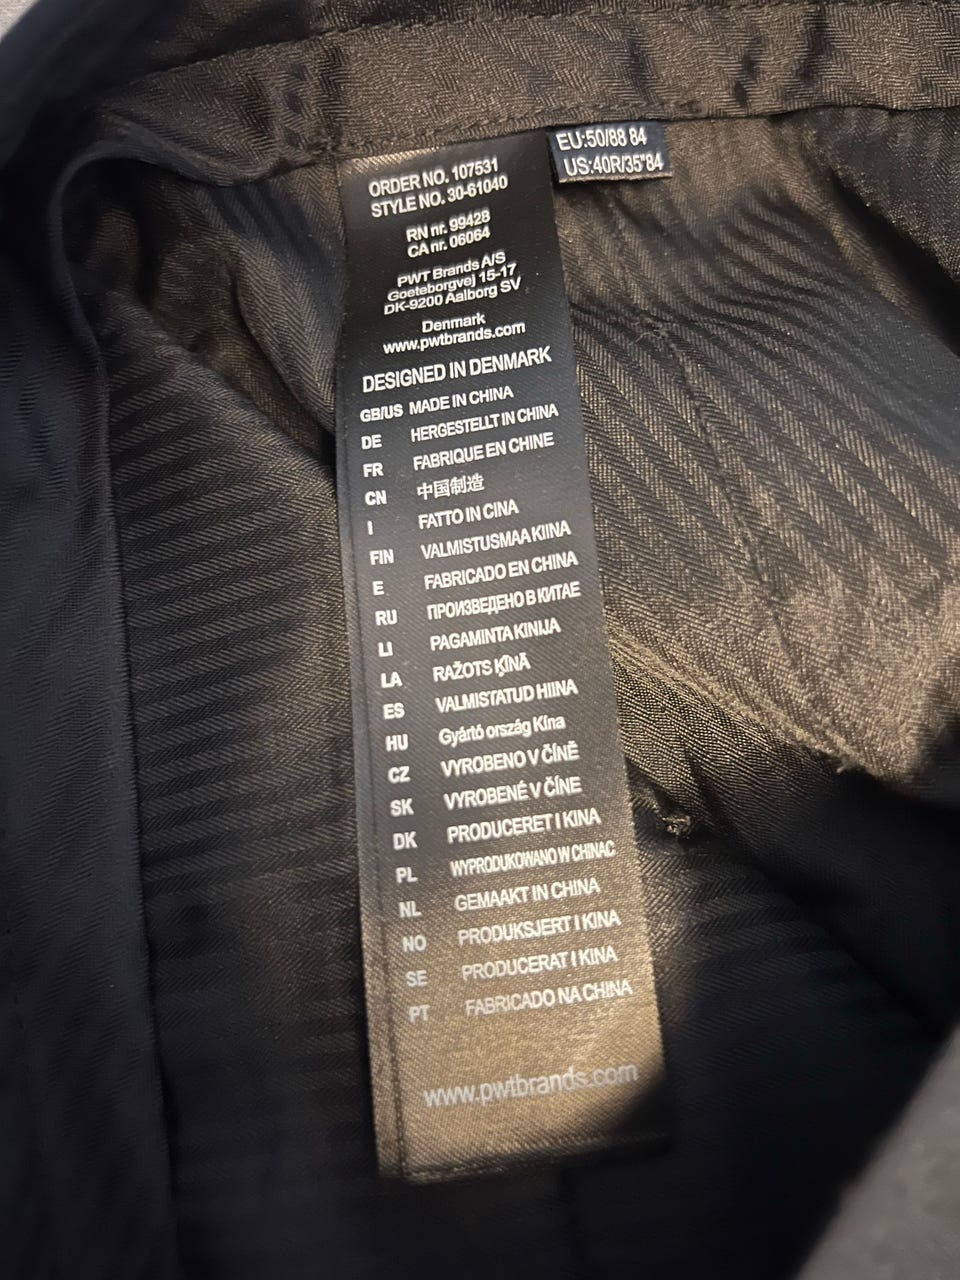 EU:50/88 84
US:40R/35"84
ORDER NO. 107531
STYLE NO. 30-61040
RN nr. 99428
CA nr. 06064
PWT Brands A/S
Goeteborgvej 15-17
DK-9200 Aalborg SV
Denmark
www.pwtbrands.com
DESIGNED IN DENMARK
GB/US MADE IN CHINA
DE HERGESTELLT IN CHINA
FR FABRIQUE EN CHINE
CN 中国制造
I FATTO IN CINA
FIN VALMISTUSMAA KIINA
E FABRICADO EN CHINA
RU ПРОИЗВЕДЕНО В КИТАЕ
LI PAGAMINTA KINIJA
LA RAŽOTS ĶĪNĀ
ES VALMISTATUD HIINA
HU Gyártó ország Kína
CZ VYROBENO V ČÍNĚ
SK VYROBENÉ V ČÍNE
DK PRODUCERET I KINA
PL WYPRODUKOWANO W CHINAC
NL GEMAAKT IN CHINA
NO PRODUKSJERT I KINA
SE PRODUCERAT I KINA
PT FABRICADO NA CHINA
www.pwtbrands.com